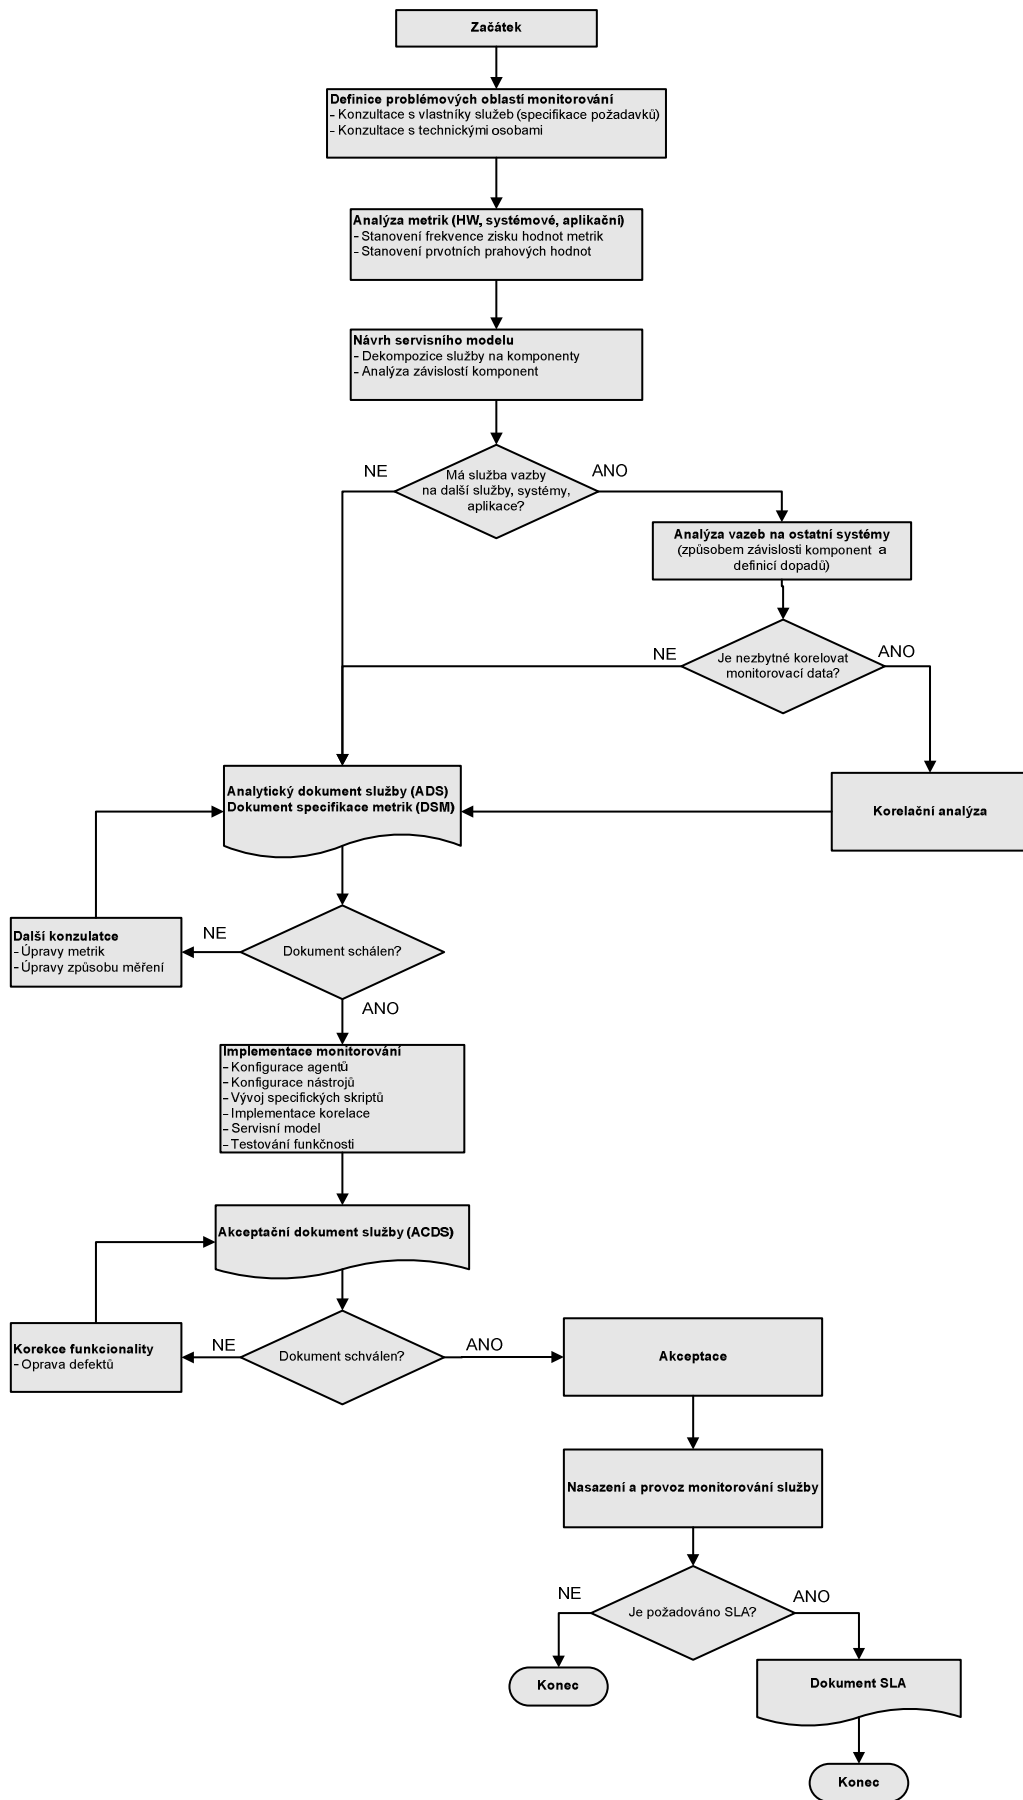 Začátek
Definice problémových oblastí monitorování
- Konzultace s vlastníky služeb (specifikace požadavků)
- Konzultace s technickými osobami
Analýza metrik (HW, systémové, aplikační)
- Stanovení frekvence zisku hodnot metrik
- Stanovení prvotních prahových hodnot
Návrh servisního modelu
- Dekompozice služby na komponenty
- Analýza závislostí komponent
NE
Má služba vazby
na další služby, systémy,
aplikace?
ANO
Analýza vazeb na ostatní systémy
(způsobem závislosti komponent a
definicí dopadů)
NE
Je nezbytné korelovat
monitorovací data?
ANO
Analytický dokument služby (ADS)
Dokument specifikace metrik (DSM)
Korelační analýza
Další konzulatce
- Úpravy metrik
- Úpravy způsobu měření
NE
Dokument schálen?
ANO
Implementace monitorování
- Konfigurace agentů
- Konfigurace nástrojů
- Vývoj specifických skriptů
- Implementace korelace
- Servisní model
- Testování funkčnosti
Akceptační dokument služby (ACDS)
Korekce funkcionality
- Oprava defektů
NE
Dokument schválen?
ANO
Akceptace
Nasazení a provoz monitorování služby
NE
Je požadováno SLA?
ANO
Konec
Dokument SLA
Konec